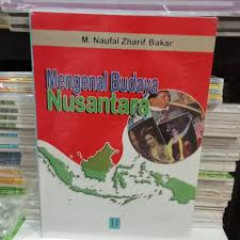 M. Naufal Zharif Bakar
Mengenal Budaya
Nusantara